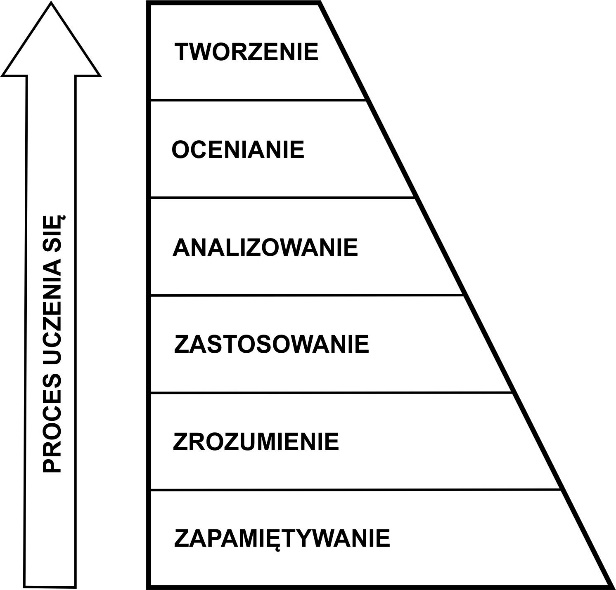 TWORZENIE
OCENIANIE
ANALIZOWANIE
ZASTOSOWANIE
ZROZUMIENIE
ZAPAMIĘTYWANIE
PROCES UCZENIA SIĘ